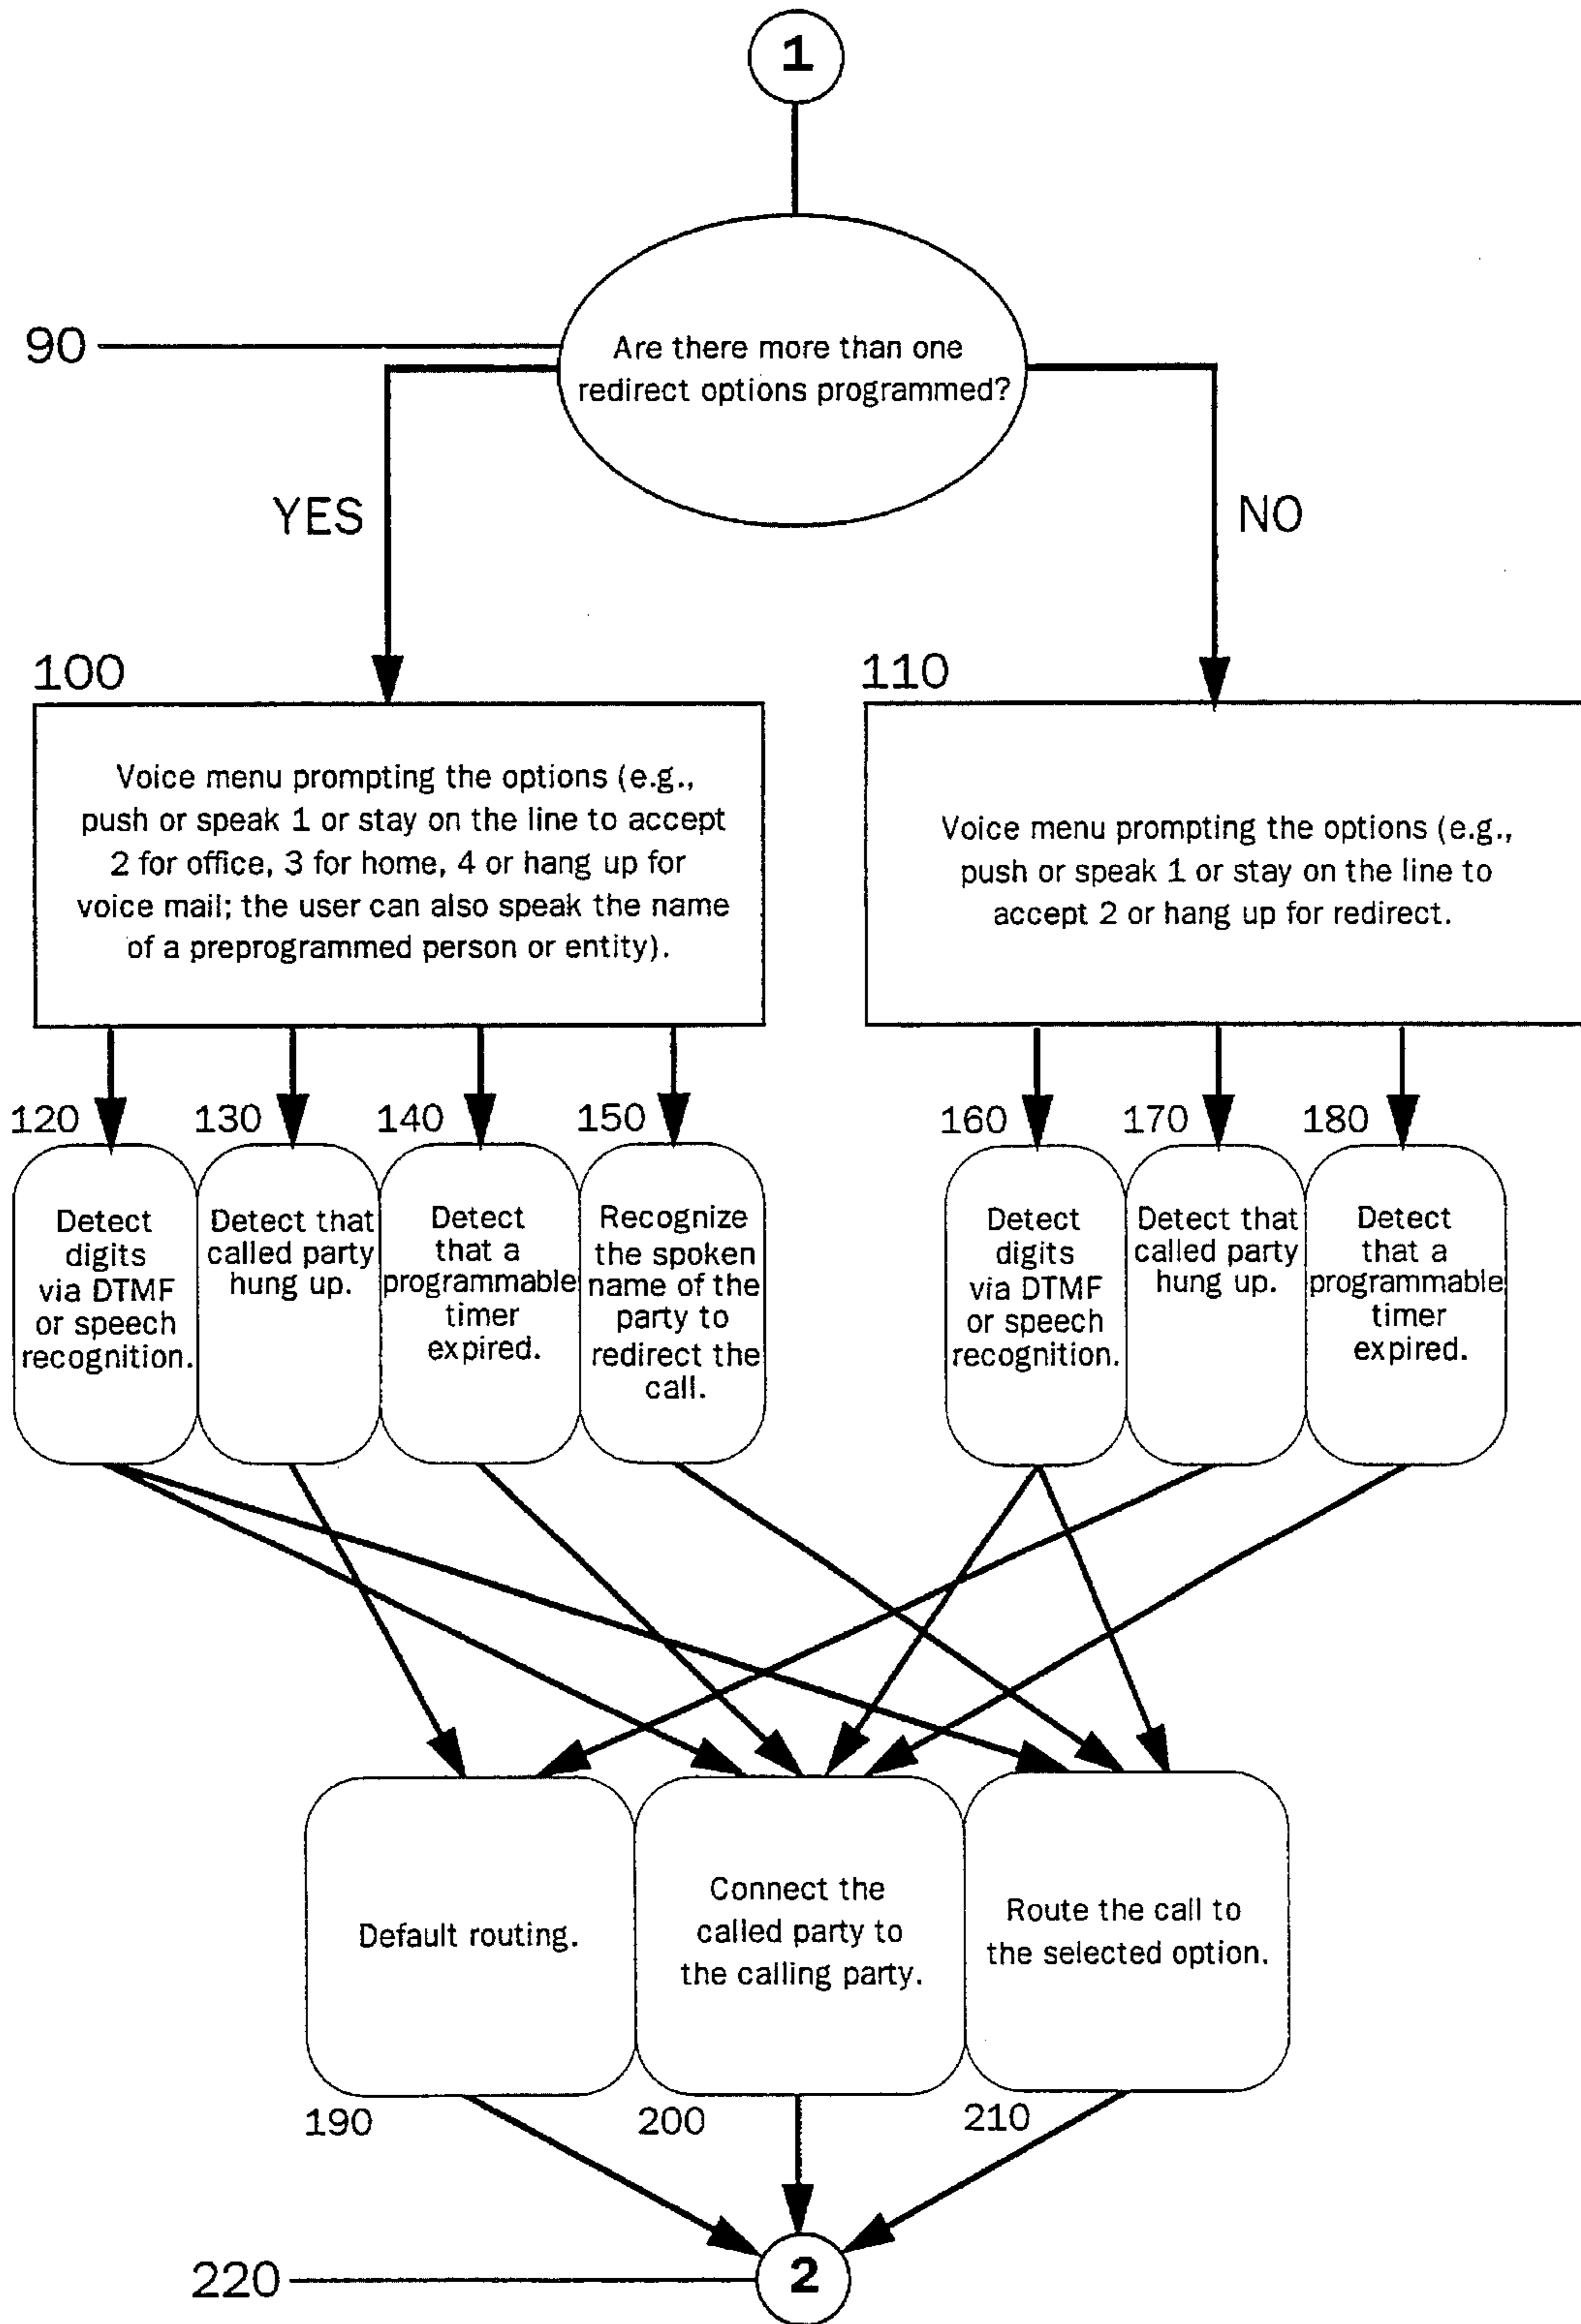 1
90
Are there more than one
redirect options programmed?
YES
NO
100
Voice menu prompting the options (e.g.,
push or speak 1 or stay on the line to accept
2 for office, 3 for home, 4 or hang up for
voice mail; the user can also speak the name
of a preprogrammed person or entity).
110
Voice menu prompting the options (e.g.,
push or speak 1 or stay on the line to
accept 2 or hang up for redirect.
120
Detect
digits
via DTMF
or speech
recognition.
130
Detect that
called party
hung up.
140
Detect
that a
programmable
timer
expired.
150
Recognize
the spoken
name of the
party to
redirect the
call.
160
Detect
digits
via DTMF
or speech
recognition.
170
Detect that
called party
hung up.
180
Detect
that a
programmable
timer
expired.
Default routing.
190
Connect the
called party to
the calling party.
200
Route the call to
the selected option.
210
220
2